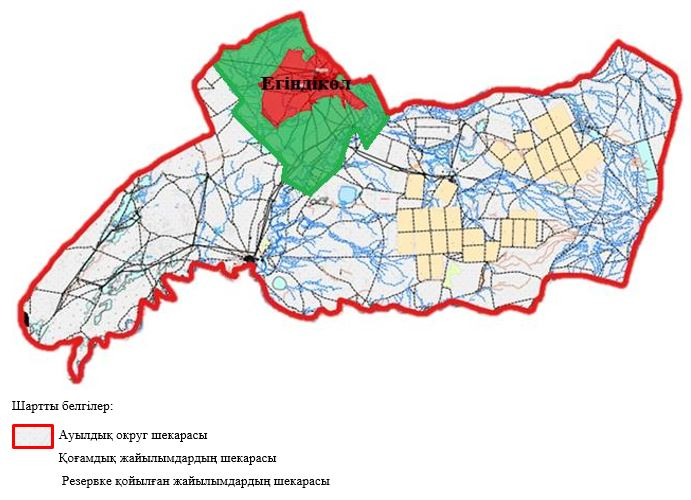 Егіндікөл
Шартты белгілер:
Ауылдық округ шекарасы
Қоғамдық жайылымдардың шекарасы
Резервке қойылған жайылымдардың шекарасы